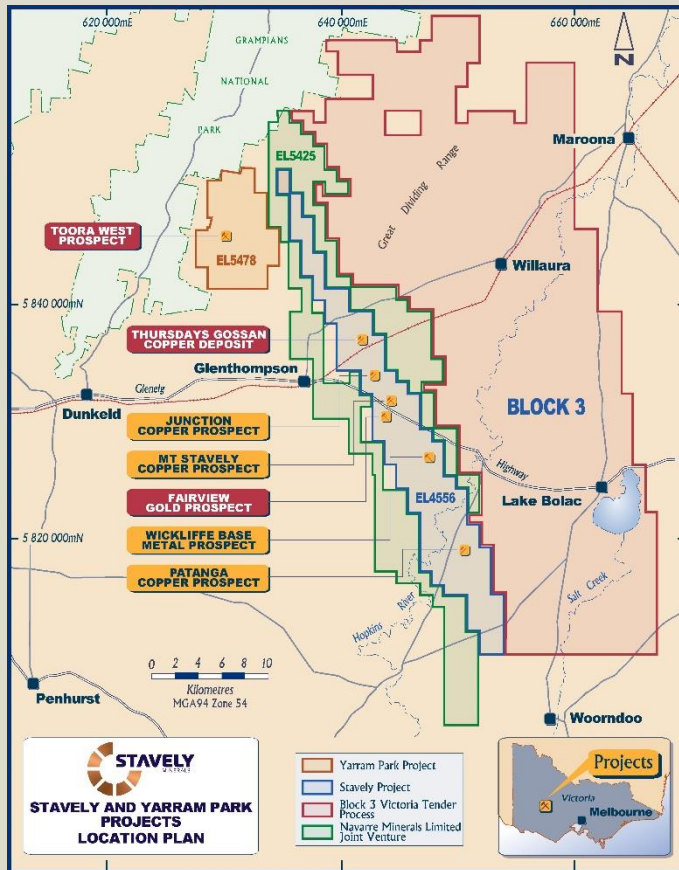 620 000mE
640 000mE
660 000mE
GRAMPIANS
NATIONAL
PARK
N
Maroona
EL5425
Great Dividing Range
TOORA WEST
PROSPECT
EL5478
Willaura
5 840 000mN
THURSDAYS GOSSAN
COPPER DEPOSIT
Glenthompson
Glenelg
Dunkeld
BLOCK 3
JUNCTION
COPPER PROSPECT
MT STAVELY
COPPER PROSPECT
Highway
EL4556
Lake Bolac
FAIRVIEW
GOLD PROSPECT
5 820 000mN
WICKLIFFE BASE
METAL PROSPECT
PATANGA
COPPER PROSPECT
Hopkins River
Salt Creek
0 2 4 6 8 10
Kilometres
MGA94 Zone 54
Penhurst
Woorndoo
STAVELY
MINERALS
STAVELY AND YARRAM PARK
PROJECTS
LOCATION PLAN
Yarram Park Project
Stavely Project
Block 3 Victoria Tender
Process
Navarre Minerals Limited
Joint Venture
Projects
Victoria
Melbourne